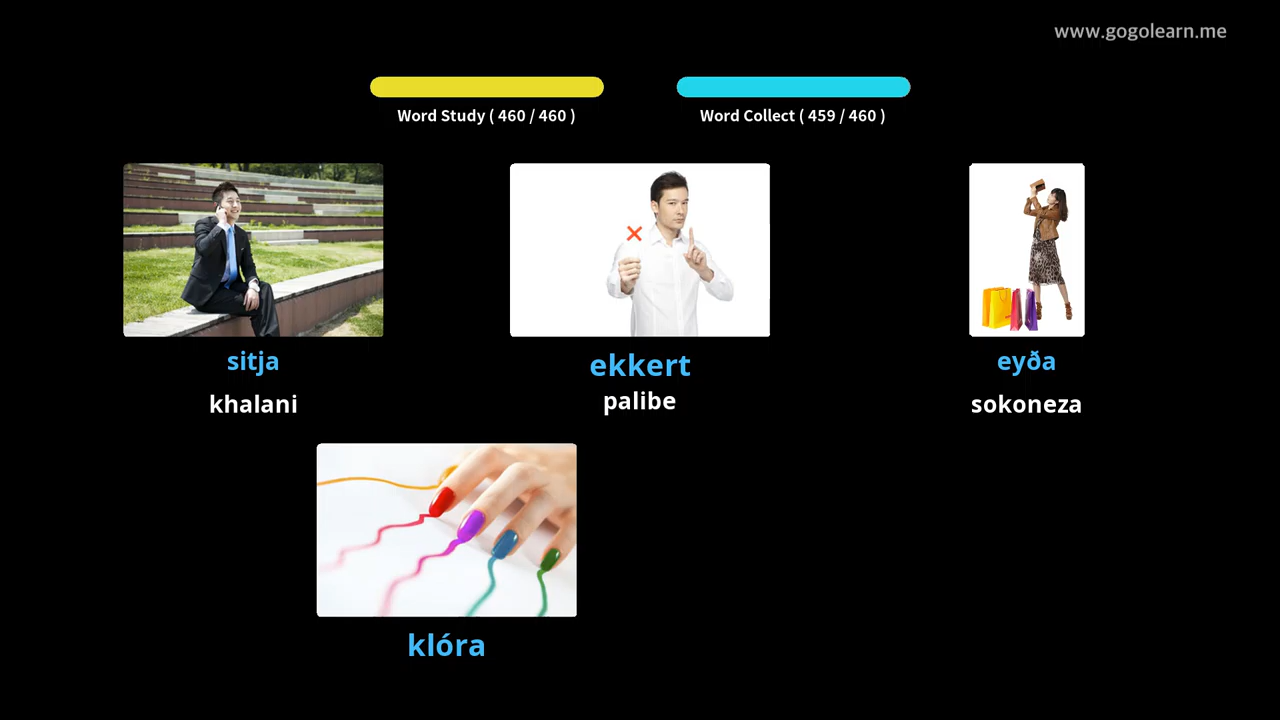 www.gogolearn.me
Word Study ( 460 / 460 )
Word Collect ( 459 / 460 )
sitja
ekkert
eyða
khalani
palibe
sokoneza
klóra